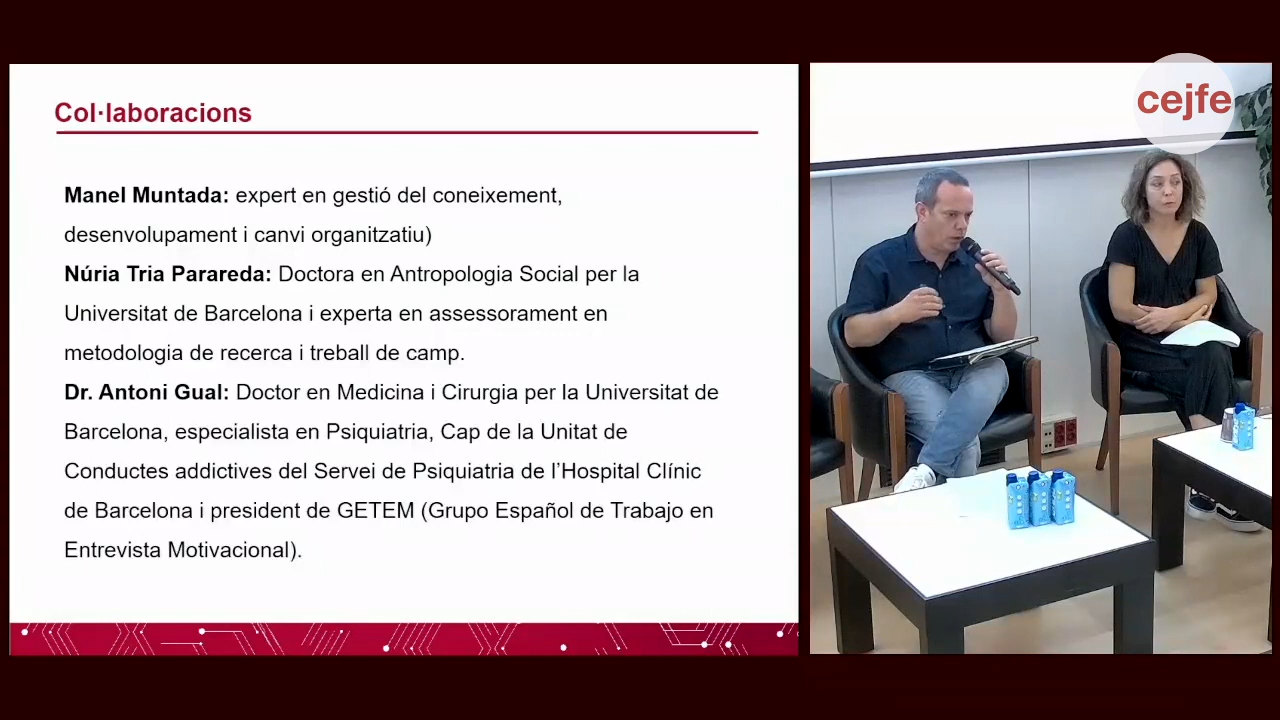 Col·laboracions
Manel Muntada: expert en gestió del coneixement,
desenvolupament i canvi organitzatiu)
Núria Tria Parareda: Doctora en Antropologia Social per la
Universitat de Barcelona i experta en assessorament en
metodologia de recerca i treball de camp.
Dr. Antoni Gual: Doctor en Medicina i Cirurgia per la Universitat de
Barcelona, especialista en Psiquiatria, Cap de la Unitat de
Conductes addictives del Servei de Psiquiatria de l’Hospital Clínic
de Barcelona i president de GETEM (Grupo Español de Trabajo en
Entrevista Motivacional).
cejfe